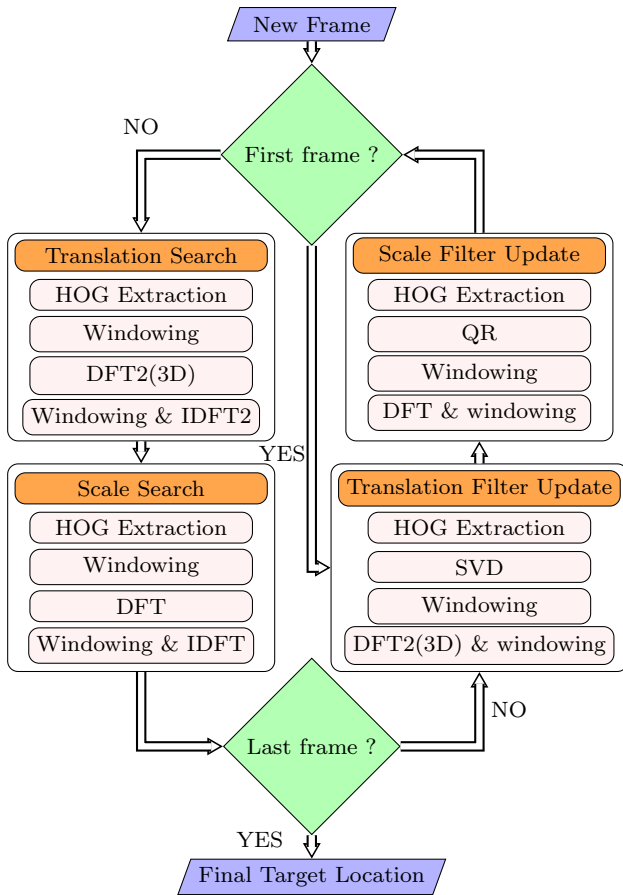 New Frame
NO
First frame ?
Translation Search
HOG Extraction
Windowing
DFT2(3D)
Windowing & IDFT2
Scale Search
HOG Extraction
Windowing
DFT
Windowing & IDFT
YES
Scale Filter Update
HOG Extraction
QR
Windowing
DFT & windowing
Translation Filter Update
HOG Extraction
SVD
Windowing
DFT2(3D) & windowing
NO
Last frame ?
YES
Final Target Location